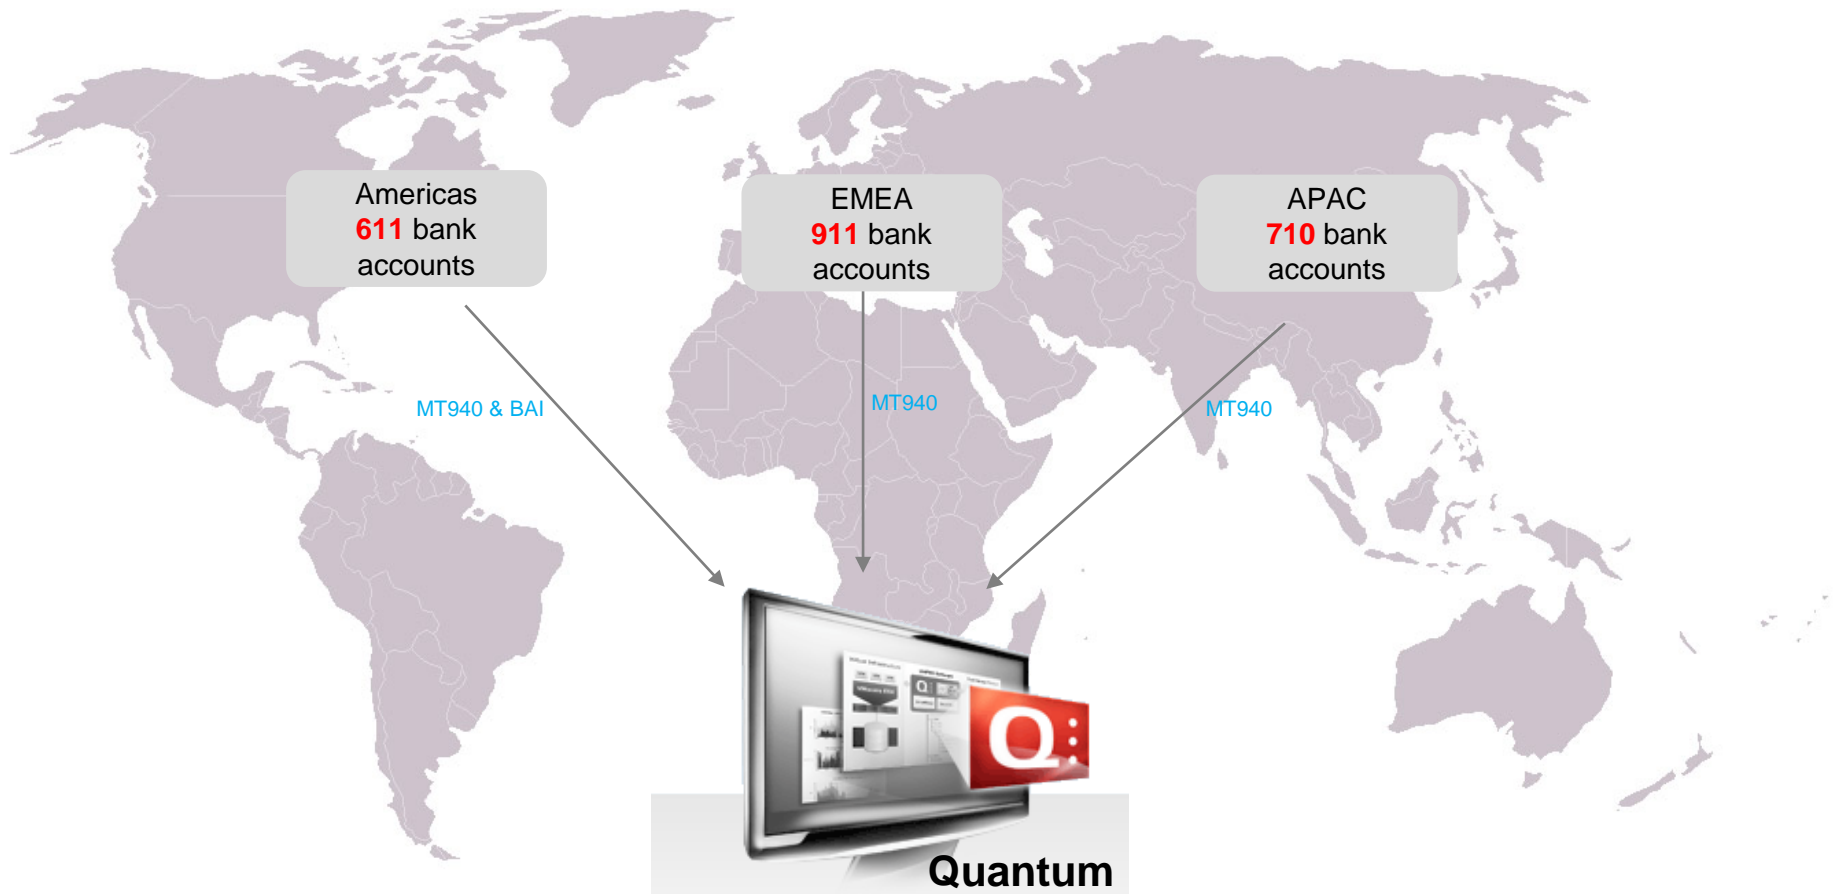 Americas
611 bank
accounts
EMEA
911 bank
accounts
APAC
710 bank
accounts
MT940 & BAI
MT940
MT940
Q
Quantum